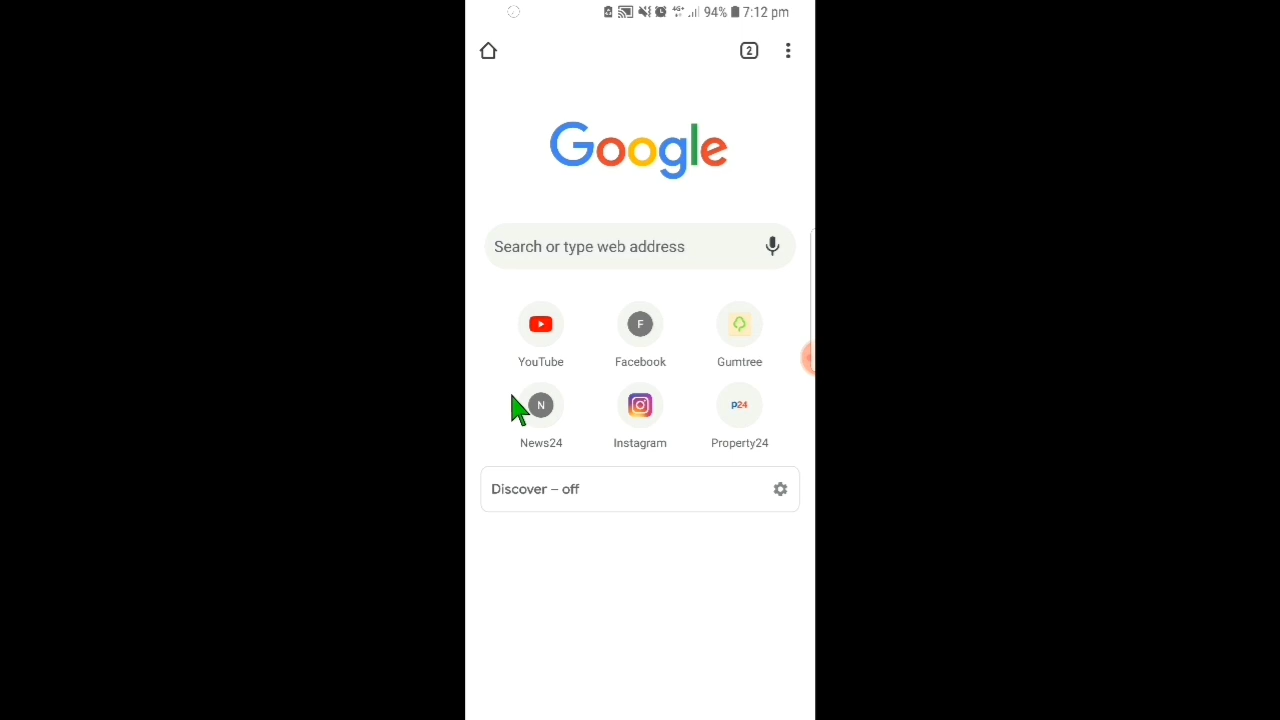 94% 7:12 pm
2
Google
Search or type web address
F
YouTube Facebook Gumtree
N P24
News24 Instagram Property24
Discover – off